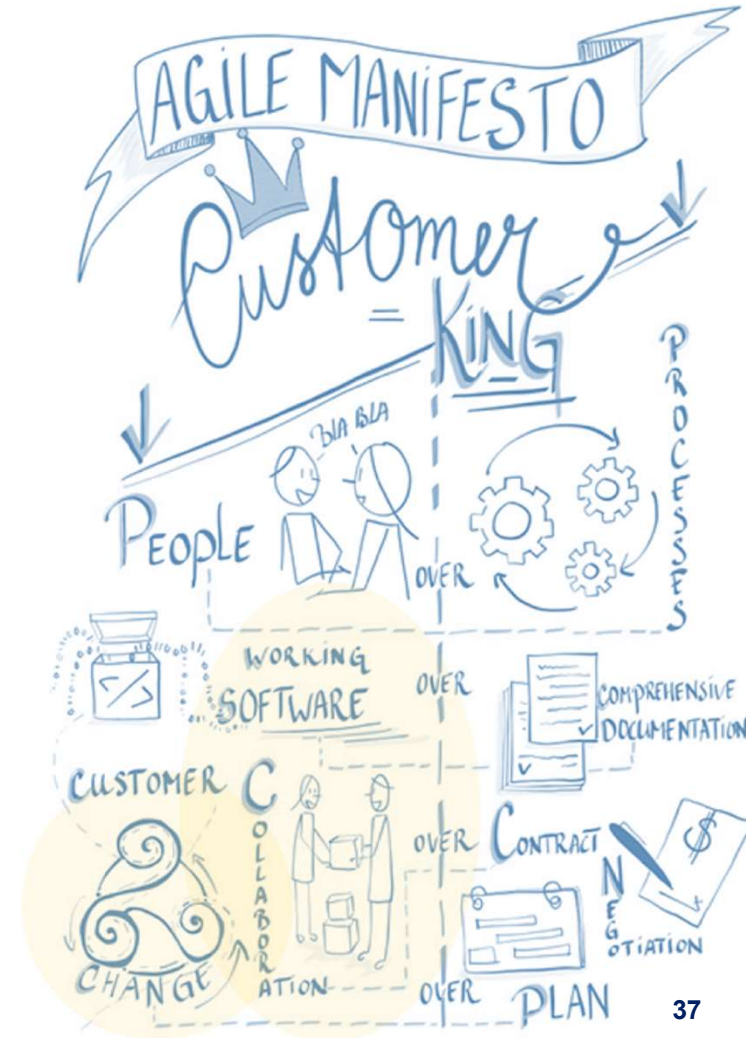 AGILE MANIFESTO
Customer
=
KING
BLA BLA
PEOPLE
OVER
PROCESSES
WORKING
SOFTWARE
OVER
COMPREHENSIVE
DOCUMENTATION
</>
CUSTOMER
COLLABORATION
OVER
CONTRACT
NEGOTIATION
$
CHANGE
OVER
PLAN
37